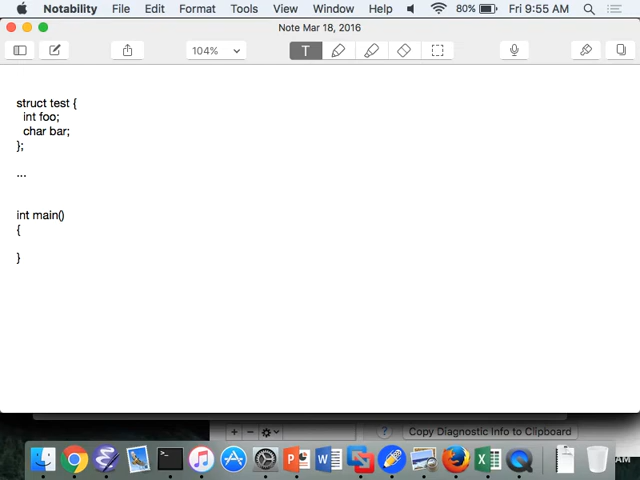 Notability File Edit Format Tools View Window Help 80% Fri 9:55 AM
Note Mar 18, 2016
104% T
struct test {
int foo;
char bar;
};
...
int main()
{
}
+ − ? Copy Diagnostic Info to Clipboard
AM